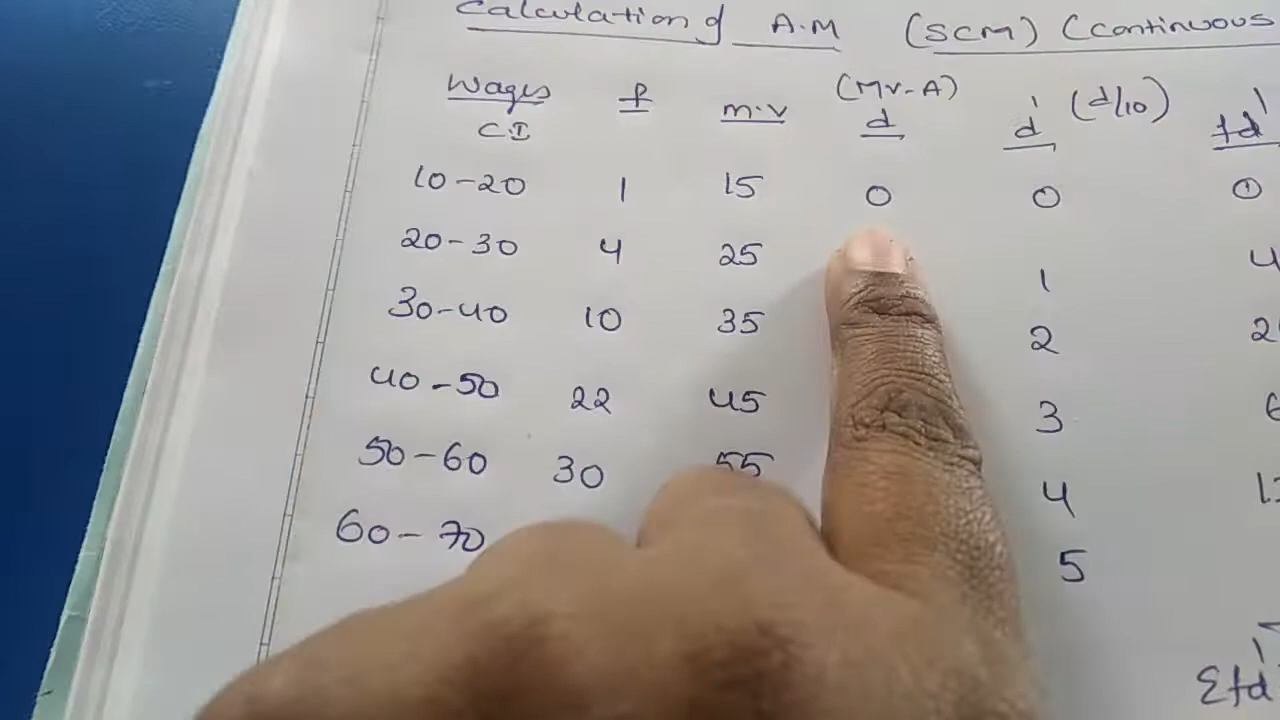 Calculation of A.M (SCM) (continuous
Wages f m.v (MV-A) d' (d/10) fd'
C.I d
10-20 1 15 0 0 0
20-30 4 25 1 4
30-40 10 35 2
40-50 22 45 3
50-60 30 55 4
60-70 5
Σfd'